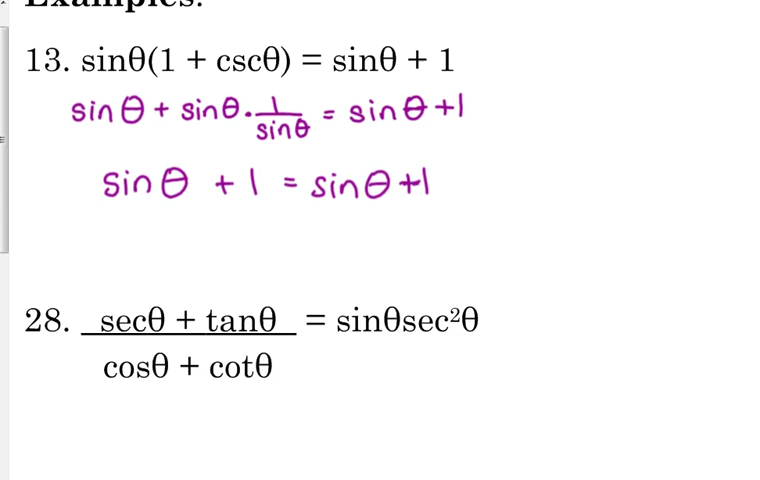 Examples:
13. sinθ(1 + cscθ) = sinθ + 1
sinθ + sinθ · 1/sinθ = sinθ +1
sinθ + 1 = sinθ +1
28. secθ + tanθ = sinθsec²θ
cosθ + cotθ